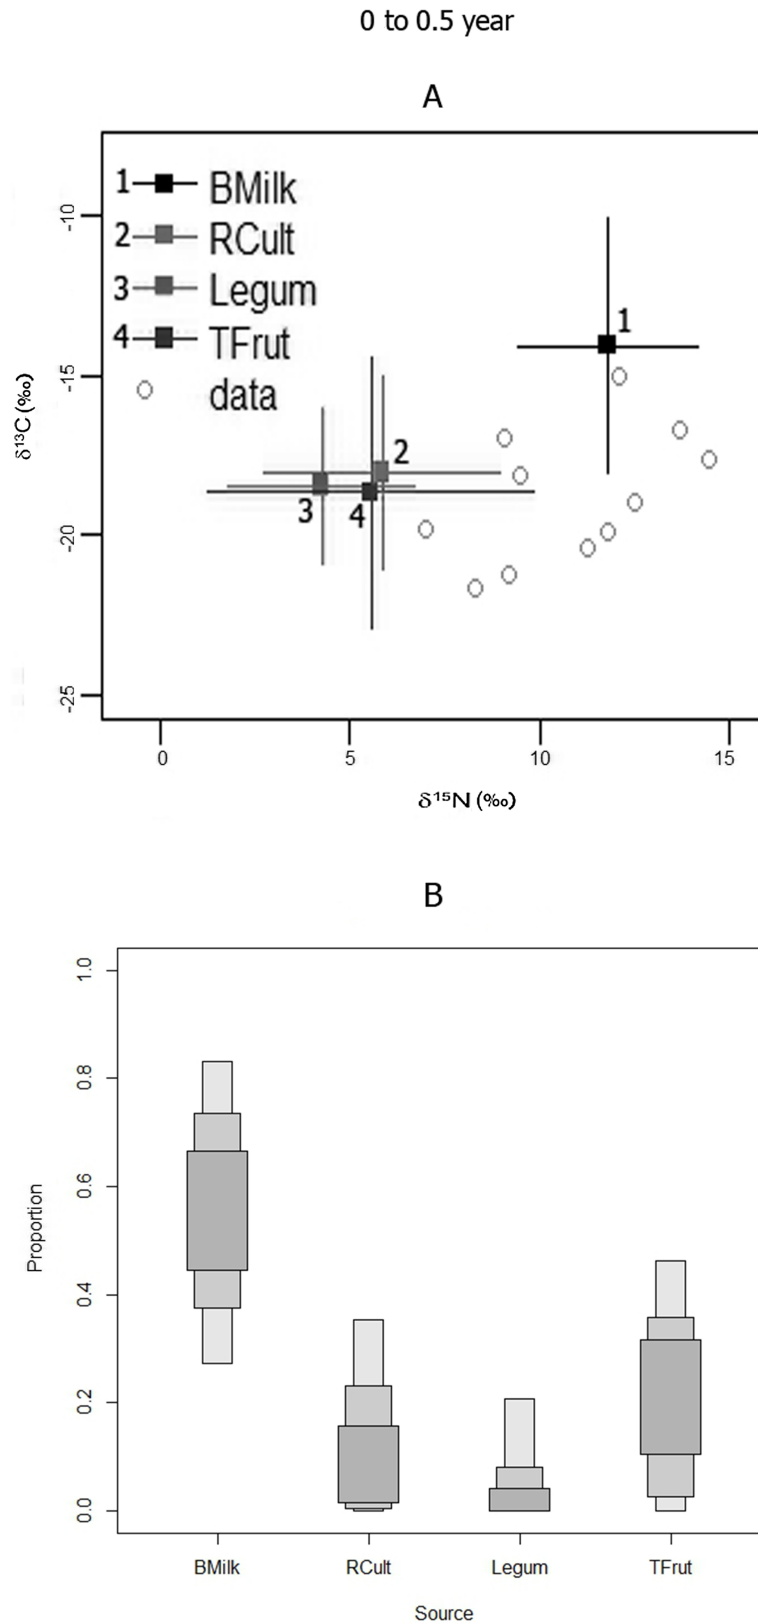 0 to 0.5 year
A
1 BMilk
2 RCult
3 Legum
4 TFrut
data
-10
-15
-20
-25
δ¹³C (‰)
1
2
3
4
0 5 10 15
δ¹⁵N (‰)
B
1.0
0.8
0.6
0.4
0.2
0.0
Proportion
BMilk RCult Legum TFrut
Source